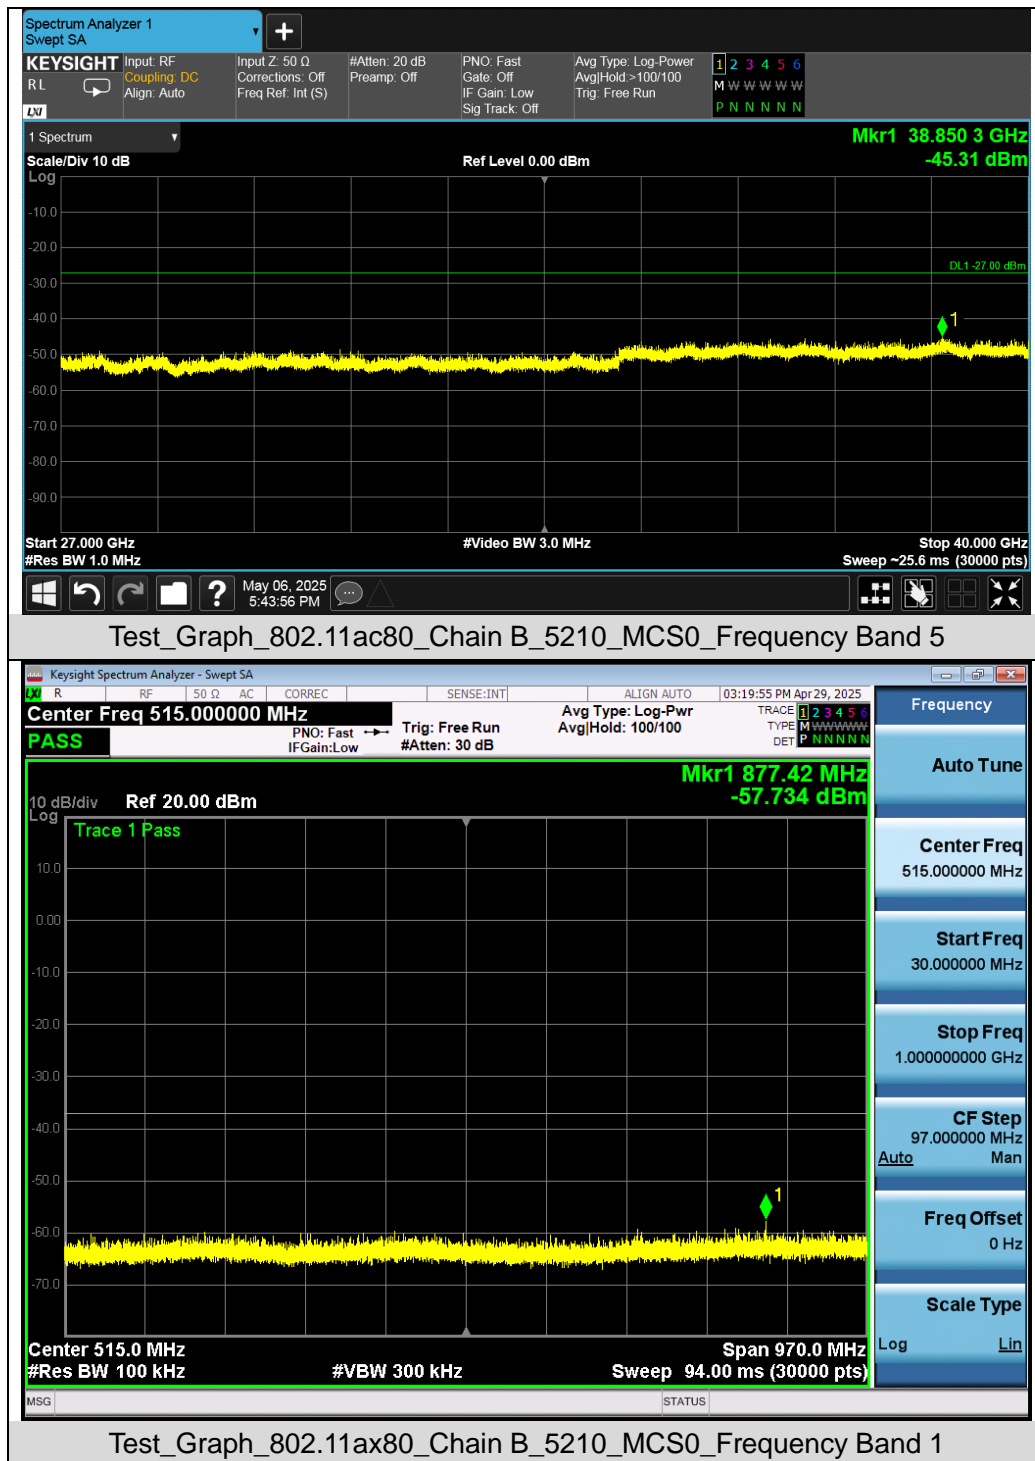 Spectrum Analyzer 1
Swept SA
KEYSIGHT
RL
LXI
Input: RF
Coupling: DC
Align: Auto
Input Z: 50 Ω
Corrections: Off
Freq Ref: Int (S)
#Atten: 20 dB
Preamp: Off
PNO: Fast
Gate: Off
IF Gain: Low
Sig Track: Off
Avg Type: Log-Power
Avg|Hold:>100/100
Trig: Free Run
1 2 3 4 5 6
M W W W W W
P N N N N N
1 Spectrum
Mkr1 38.850 3 GHz
Scale/Div 10 dB
Ref Level 0.00 dBm
-45.31 dBm
Log
-10.0
-20.0
DL1 -27.00 dBm
-30.0
-40.0
1
-50.0
-60.0
-70.0
-80.0
-90.0
Start 27.000 GHz
#Video BW 3.0 MHz
Stop 40.000 GHz
#Res BW 1.0 MHz
Sweep ~25.6 ms (30000 pts)
?
May 06, 2025
5:43:56 PM
Test_Graph_802.11ac80_Chain B_5210_MCS0_Frequency Band 5
Keysight Spectrum Analyzer - Swept SA
LXI R RF 50 Ω AC CORREC SENSE:INT ALIGN AUTO 03:19:55 PM Apr 29, 2025
Center Freq 515.000000 MHz
PASS
PNO: Fast
IFGain:Low
Trig: Free Run
#Atten: 30 dB
Avg Type: Log-Pwr
Avg|Hold: 100/100
TRACE 1 2 3 4 5 6
TYPE M W W W W W
DET P N N N N N
Mkr1 877.42 MHz
-57.734 dBm
10 dB/div
Ref 20.00 dBm
Log
Trace 1 Pass
10.0
0.00
-10.0
-20.0
-30.0
-40.0
-50.0
1
-60.0
-70.0
Center 515.0 MHz
Span 970.0 MHz
#Res BW 100 kHz
#VBW 300 kHz
Sweep 94.00 ms (30000 pts)
MSG
STATUS
Frequency
Auto Tune
Center Freq
515.000000 MHz
Start Freq
30.000000 MHz
Stop Freq
1.000000000 GHz
CF Step
97.000000 MHz
Auto Man
Freq Offset
0 Hz
Scale Type
Log Lin
Test_Graph_802.11ax80_Chain B_5210_MCS0_Frequency Band 1